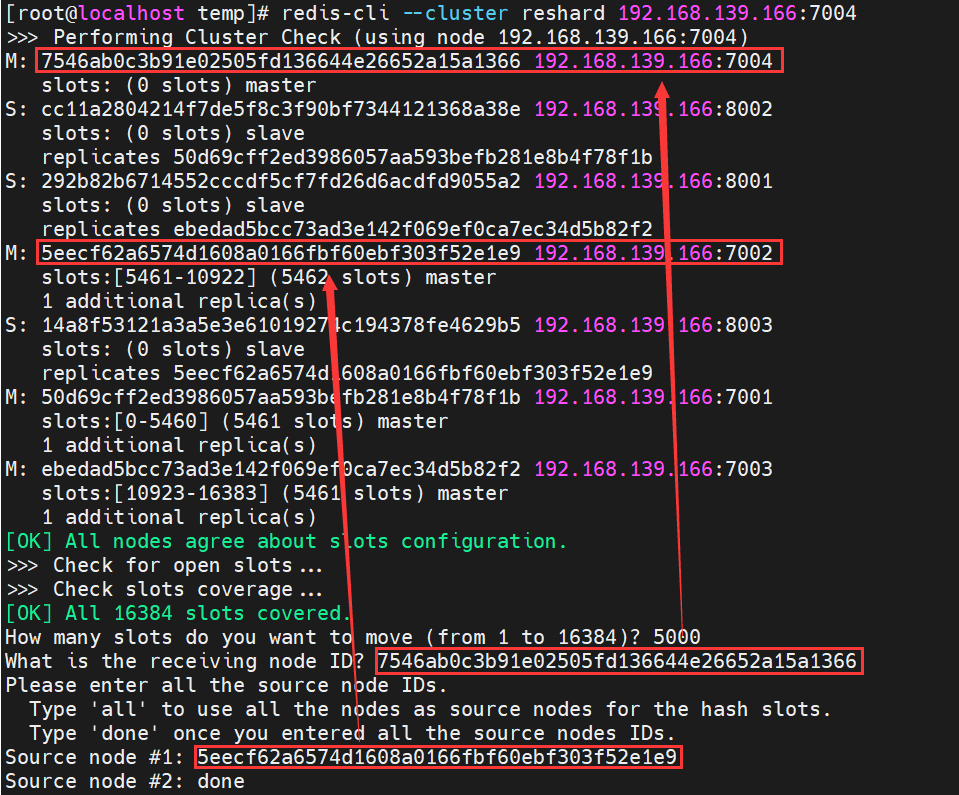 [root@localhost temp]# redis-cli --cluster reshard 192.168.139.166:7004
>>> Performing Cluster Check (using node 192.168.139.166:7004)
M: 7546ab0c3b91e02505fd136644e26652a15a1366 192.168.139.166:7004
slots: (0 slots) master
S: cc11a2804214f7de5f8c3f90bf7344121368a38e 192.168.139.166:8002
slots: (0 slots) slave
replicates 50d69cff2ed3986057aa593befb281e8b4f78f1b
S: 292b82b6714552cccdf5cf7fd26d6acdfd9055a2 192.168.139.166:8001
slots: (0 slots) slave
replicates ebedad5bcc73ad3e142f069ef0ca7ec34d5b82f2
M: 5eecf62a6574d1608a0166fbf60ebf303f52e1e9 192.168.139.166:7002
slots:[5461-10922] (5462 slots) master
1 additional replica(s)
S: 14a8f53121a3a5e3e61019274c194378fe4629b5 192.168.139.166:8003
slots: (0 slots) slave
replicates 5eecf62a6574d1608a0166fbf60ebf303f52e1e9
M: 50d69cff2ed3986057aa593befb281e8b4f78f1b 192.168.139.166:7001
slots:[0-5460] (5461 slots) master
1 additional replica(s)
M: ebedad5bcc73ad3e142f069ef0ca7ec34d5b82f2 192.168.139.166:7003
slots:[10923-16383] (5461 slots) master
1 additional replica(s)
[OK] All nodes agree about slots configuration.
>>> Check for open slots...
>>> Check slots coverage...
[OK] All 16384 slots covered.
How many slots do you want to move (from 1 to 16384)? 5000
What is the receiving node ID? 7546ab0c3b91e02505fd136644e26652a15a1366
Please enter all the source node IDs.
Type 'all' to use all the nodes as source nodes for the hash slots.
Type 'done' once you entered all the source nodes IDs.
Source node #1: 5eecf62a6574d1608a0166fbf60ebf303f52e1e9
Source node #2: done